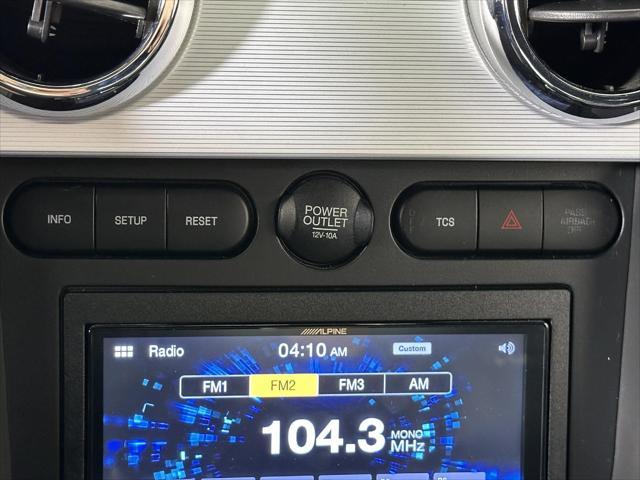 INFO SETUP RESET
POWER
OUTLET
12V-10A
TCS
PASS
AIRBAG
OFF
ALPINE
Radio 04:10 AM Custom
FM1 FM2 FM3 AM
104.3 MONO
MHz